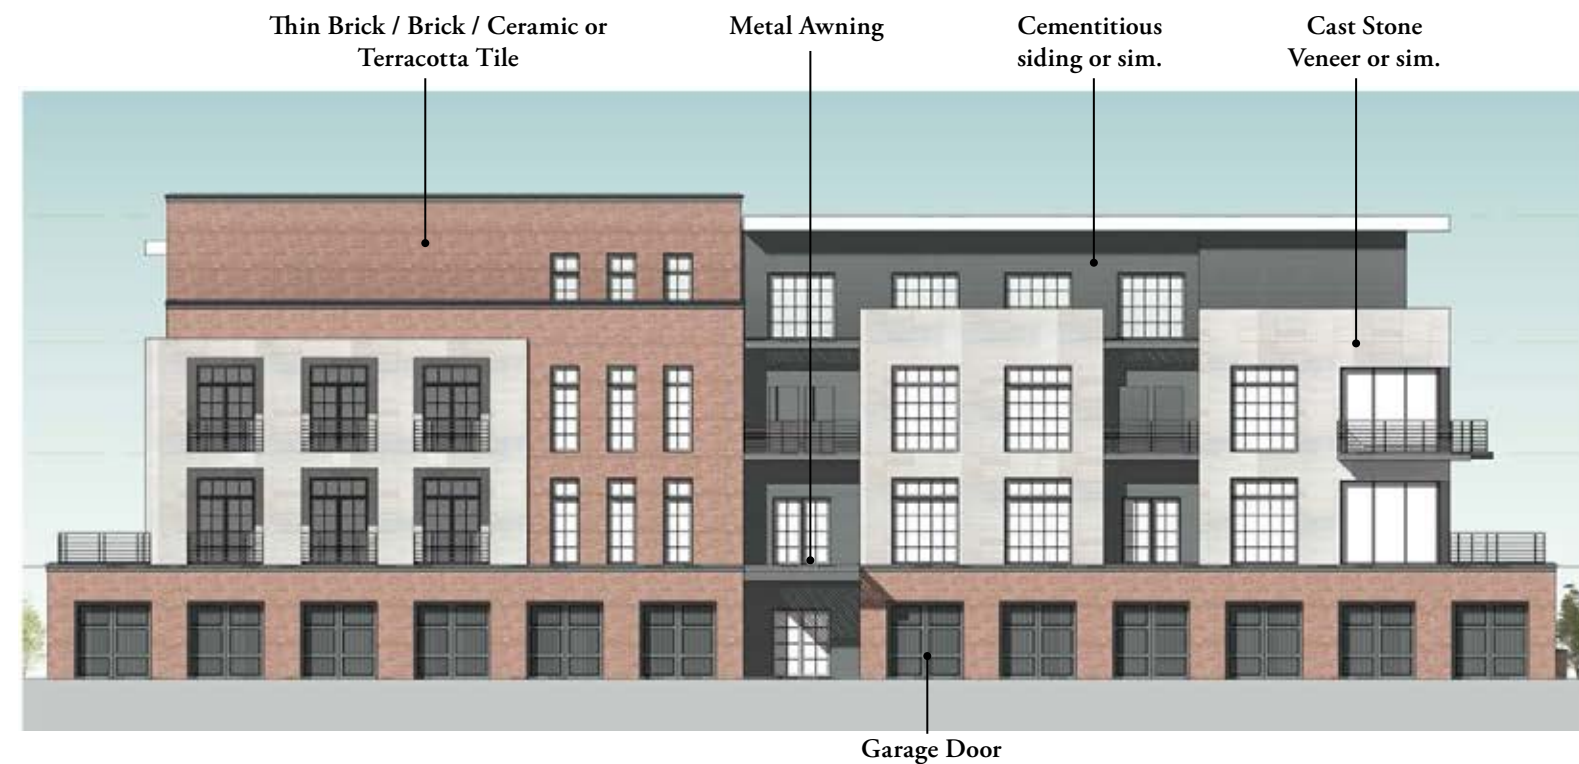 Thin Brick / Brick / Ceramic or
Terracotta Tile
Metal Awning
Cementitious
siding or sim.
Cast Stone
Veneer or sim.
Garage Door